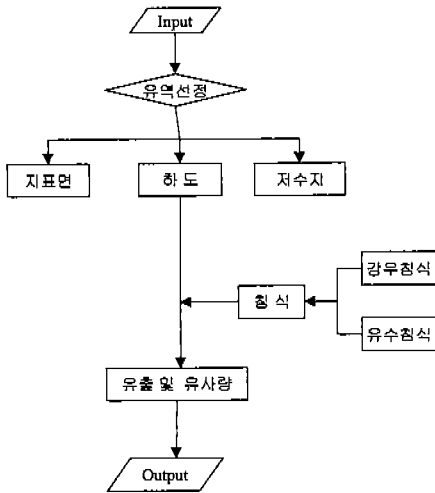 Input
유역선정
지표면
하 도
저수지
강우침식
침 식
유수침식
유출 및 유사량
Output